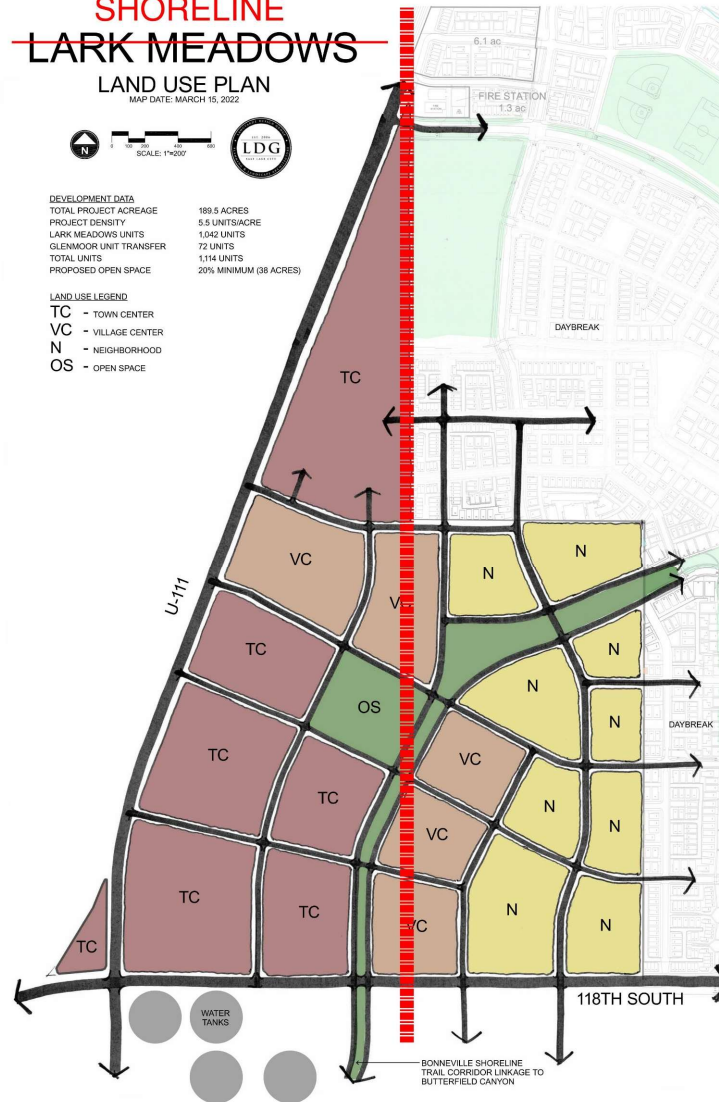 SHORELINE
LARK MEADOWS
LAND USE PLAN
MAP DATE: MARCH 15, 2022
N
0 100 200 400 600
SCALE: 1"=200'
LDG
DEVELOPMENT DATA
TOTAL PROJECT ACREAGE 189.5 ACRES
PROJECT DENSITY 5.5 UNITS/ACRE
LARK MEADOWS UNITS 1,042 UNITS
GLENMOOR UNIT TRANSFER 72 UNITS
TOTAL UNITS 1,114 UNITS
PROPOSED OPEN SPACE 20% MINIMUM (38 ACRES)
LAND USE LEGEND
TC - TOWN CENTER
VC - VILLAGE CENTER
N - NEIGHBORHOOD
OS - OPEN SPACE
6.1 ac
FIRE STATION
1.3 ac
DAYBREAK
TC
U-111
VC
VC
N
N
TC
OS
N
N
N
DAYBREAK
TC
TC
VC
VC
N
N
TC
TC
TC
VC
N
N
118TH SOUTH
WATER
TANKS
BONNEVILLE SHORELINE
TRAIL CORRIDOR LINKAGE TO
BUTTERFIELD CANYON